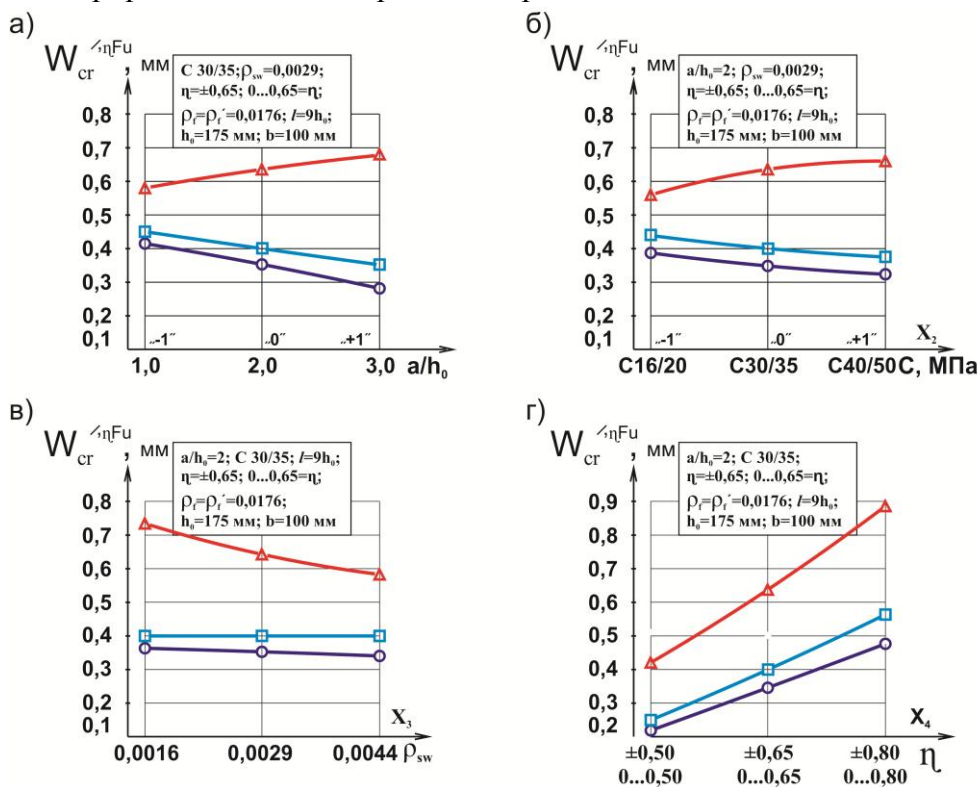 а)
W cr ⁄,ηFu , мм
C 30/35; ρsw=0,0029;
η=±0,65; 0...0,65=η;
ρf=ρf´=0,0176; l=9h₀;
h₀=175 мм; b=100 мм
0,8
0,7
0,6
0,5
0,4
0,3
0,2
0,1
„-1" „0" „+1"
1,0 2,0 3,0 a/h₀
б)
W cr ⁄,ηFu , мм
a/h₀=2; ρsw=0,0029;
η=±0,65; 0...0,65=η;
ρf=ρf´=0,0176; l=9h₀;
h₀=175 мм; b=100 мм
0,8
0,7
0,6
0,5
0,4
0,3
0,2
0,1
„-1" „0" „+1" X₂
C16/20 C30/35 C40/50 C, МПа
в)
W cr ⁄,ηFu , мм
a/h₀=2; C 30/35; l=9h₀;
η=±0,65; 0...0,65=η;
ρf=ρf´=0,0176;
h₀=175 мм; b=100 мм
0,8
0,7
0,6
0,5
0,4
0,3
0,2
0,1
X₃
0,0016 0,0029 0,0044 ρsw
г)
W cr ⁄,ηFu , мм
a/h₀=2; C 30/35;
η=±0,65; 0...0,65=η;
ρf=ρf´=0,0176; l=9h₀;
h₀=175 мм; b=100 мм
0,9
0,8
0,7
0,6
0,5
0,4
0,3
0,2
X₄
±0,50 ±0,65 ±0,80 η
0...0,50 0...0,65 0...0,80